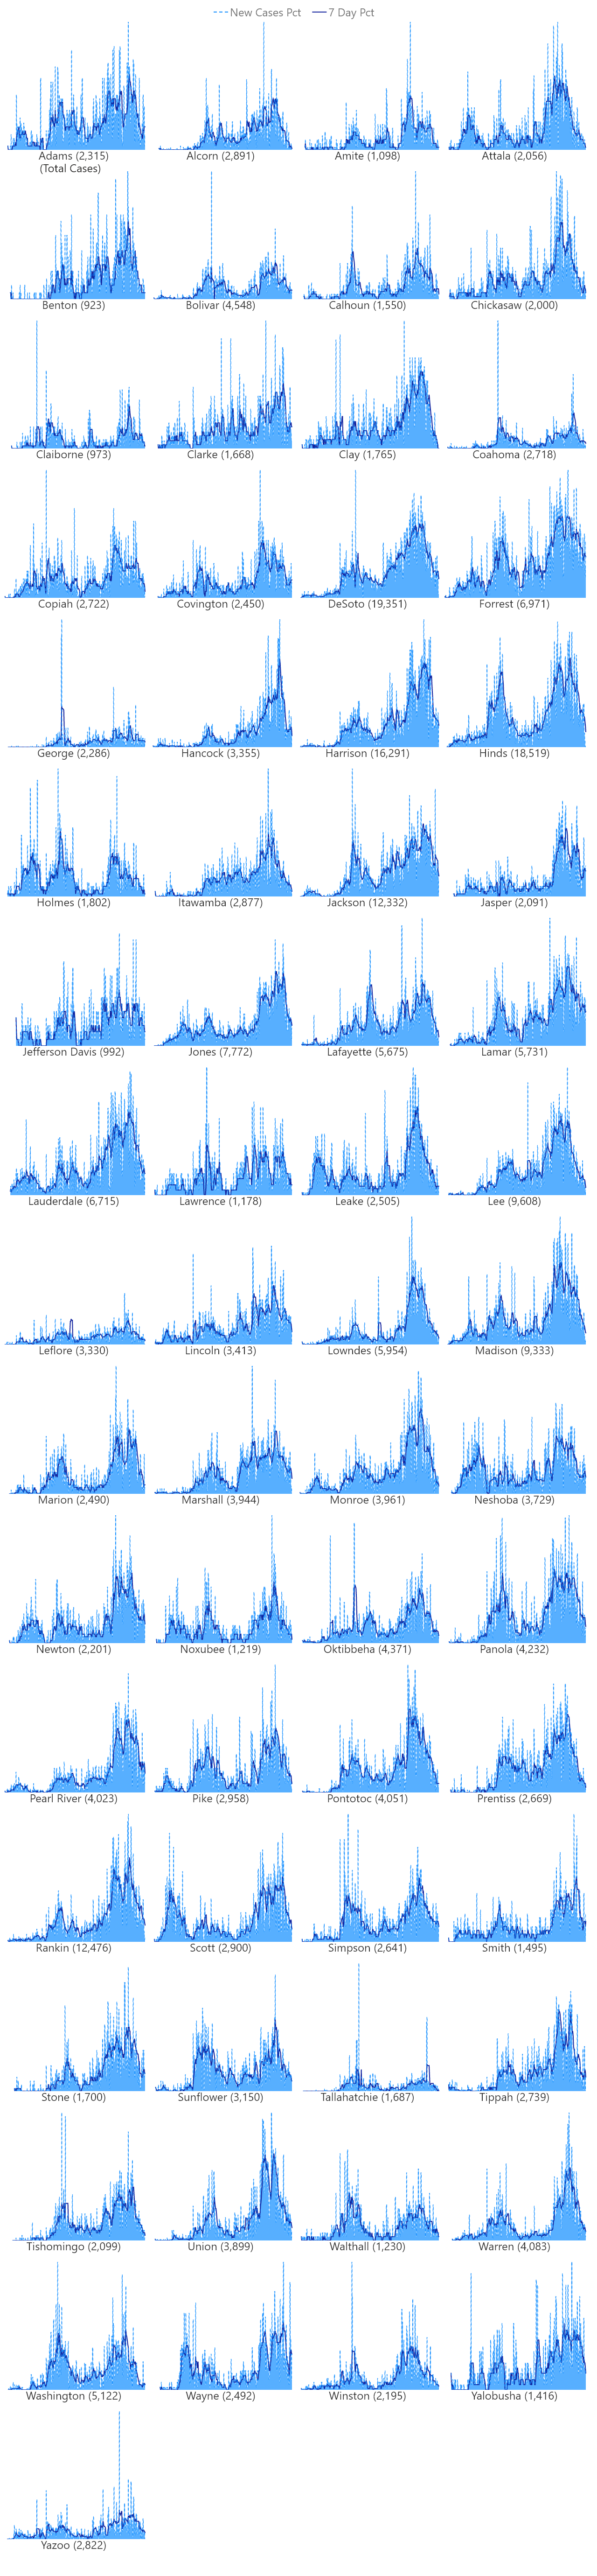 New Cases Pct 7 Day Pct
Adams (2,315) Alcorn (2,891) Amite (1,098) Attala (2,056)
(Total Cases)
Benton (923) Bolivar (4,548) Calhoun (1,550) Chickasaw (2,000)
Claiborne (973) Clarke (1,668) Clay (1,765) Coahoma (2,718)
Copiah (2,722) Covington (2,450) DeSoto (19,351) Forrest (6,971)
George (2,286) Hancock (3,355) Harrison (16,291) Hinds (18,519)
Holmes (1,802) Itawamba (2,877) Jackson (12,332) Jasper (2,091)
Jefferson Davis (992) Jones (7,772) Lafayette (5,675) Lamar (5,731)
Lauderdale (6,715) Lawrence (1,178) Leake (2,505) Lee (9,608)
Leflore (3,330) Lincoln (3,413) Lowndes (5,954) Madison (9,333)
Marion (2,490) Marshall (3,944) Monroe (3,961) Neshoba (3,729)
Newton (2,201) Noxubee (1,219) Oktibbeha (4,371) Panola (4,232)
Pearl River (4,023) Pike (2,958) Pontotoc (4,051) Prentiss (2,669)
Rankin (12,476) Scott (2,900) Simpson (2,641) Smith (1,495)
Stone (1,700) Sunflower (3,150) Tallahatchie (1,687) Tippah (2,739)
Tishomingo (2,099) Union (3,899) Walthall (1,230) Warren (4,083)
Washington (5,122) Wayne (2,492) Winston (2,195) Yalobusha (1,416)
Yazoo (2,822)